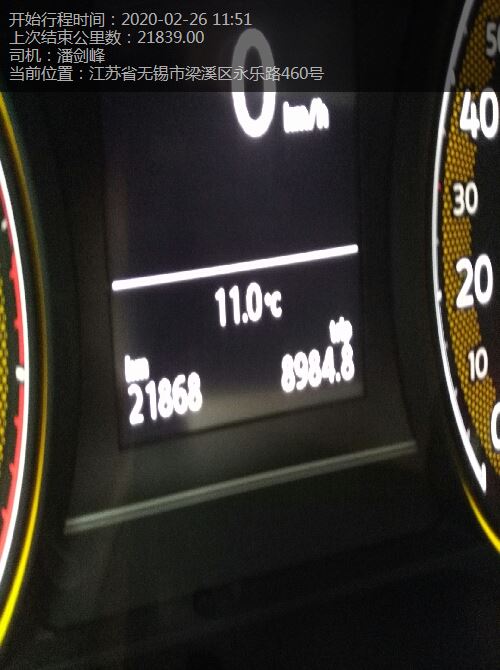 开始行程时间：2020-02-26 11:51
上次结束公里数：21839.00
司机：潘剑峰
当前位置：江苏省无锡市梁溪区永乐路460号
0
km/h
11.0°C
km
trip
21868
8984.8
50
40
30
20
10
0